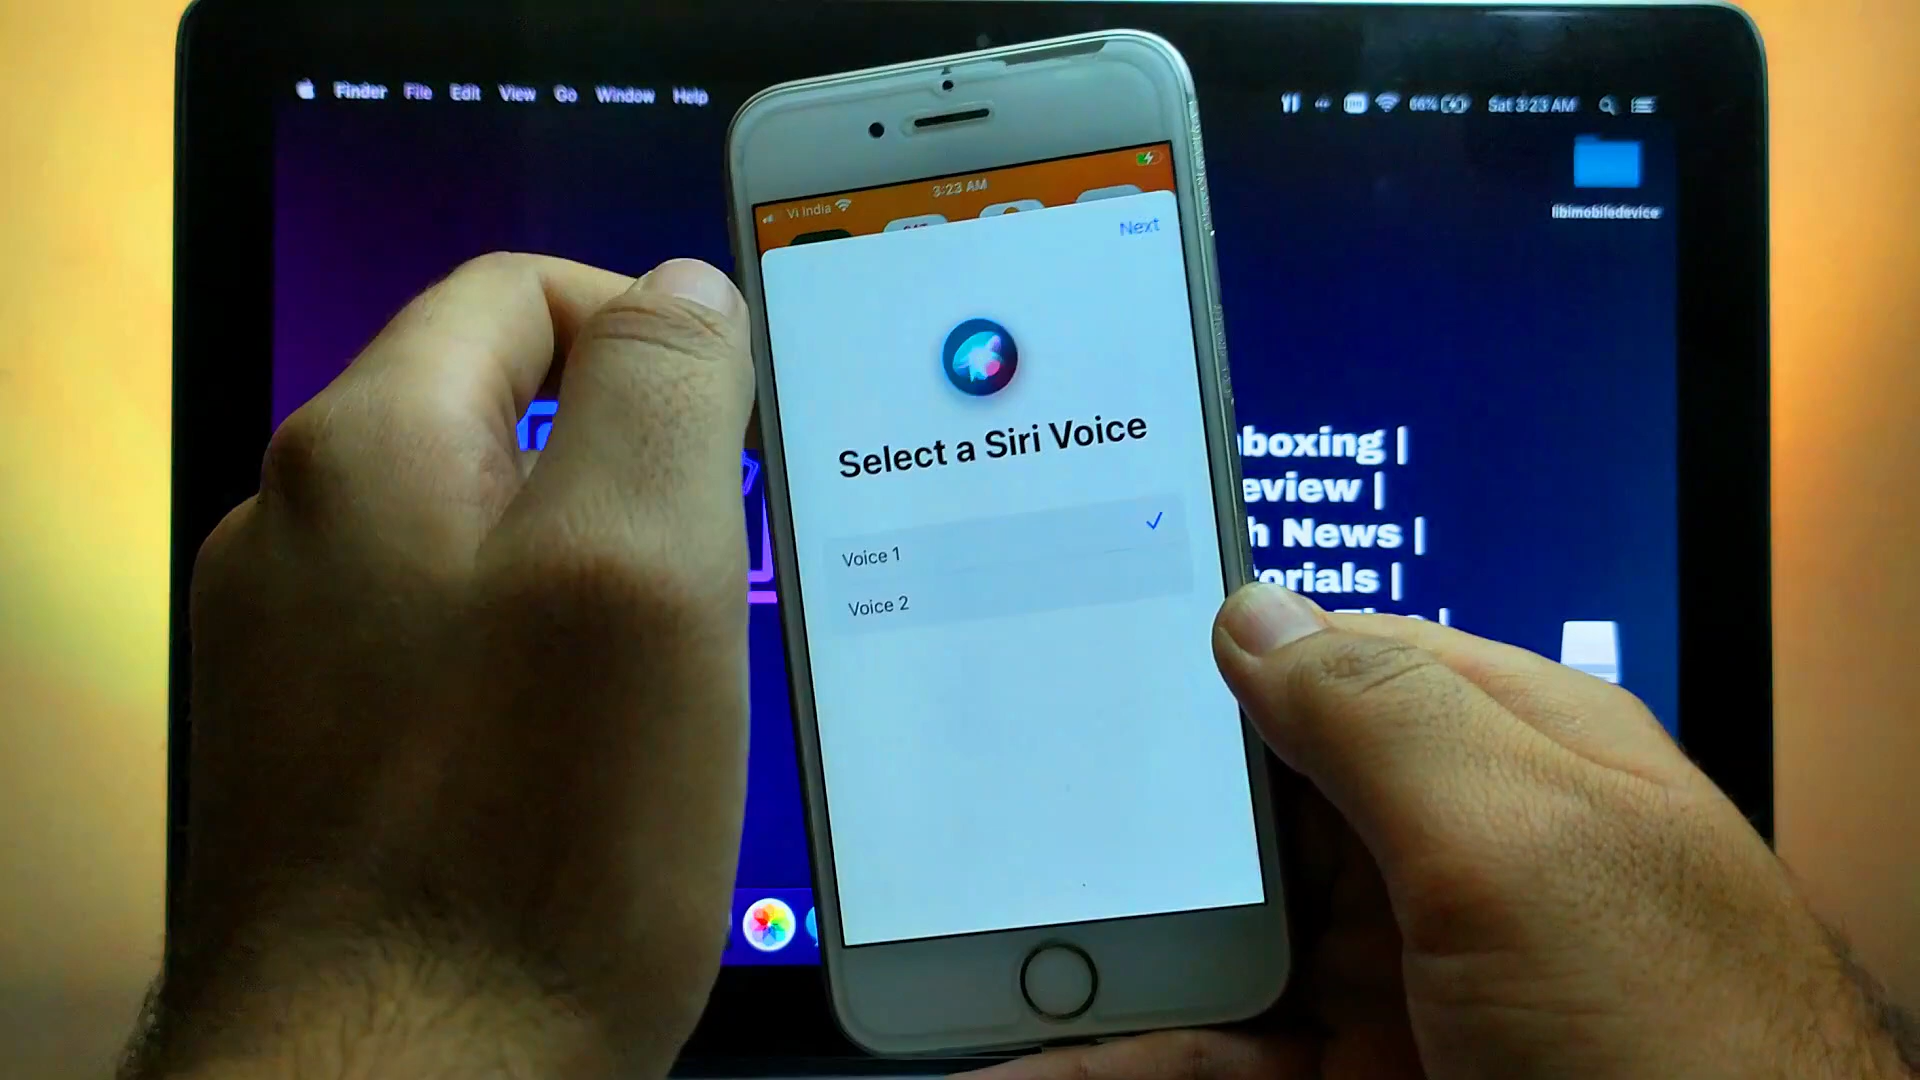 Finder File Edit View Go Window Help
66% Sat 3:23 AM
libimobiledevice
3:23 AM
Vi India
Next
Select a Siri Voice
Voice 1
Voice 2
boxing |
eview |
h News |
orials |